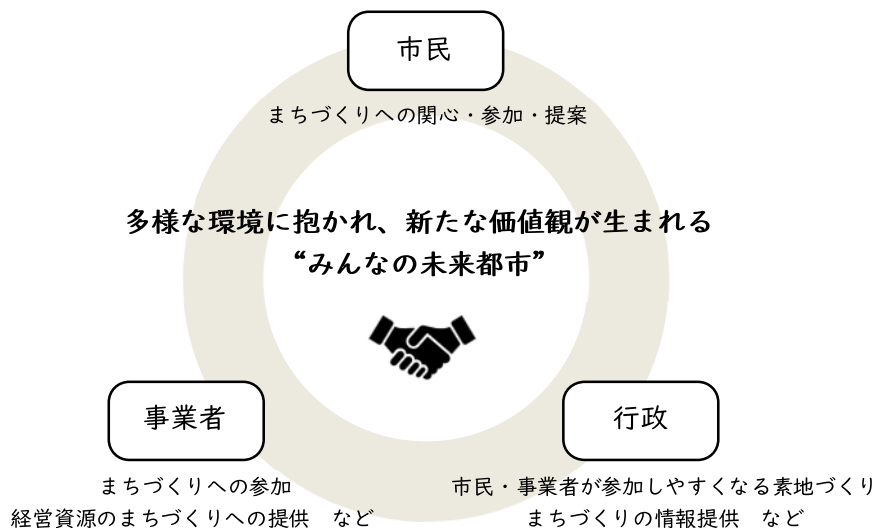 市民
まちづくりへの関心・参加・提案
多様な環境に抱かれ、新たな価値観が生まれる
“みんなの未来都市”
事業者
まちづくりへの参加
経営資源のまちづくりへの提供　など
行政
市民・事業者が参加しやすくなる素地づくり
まちづくりの情報提供　など